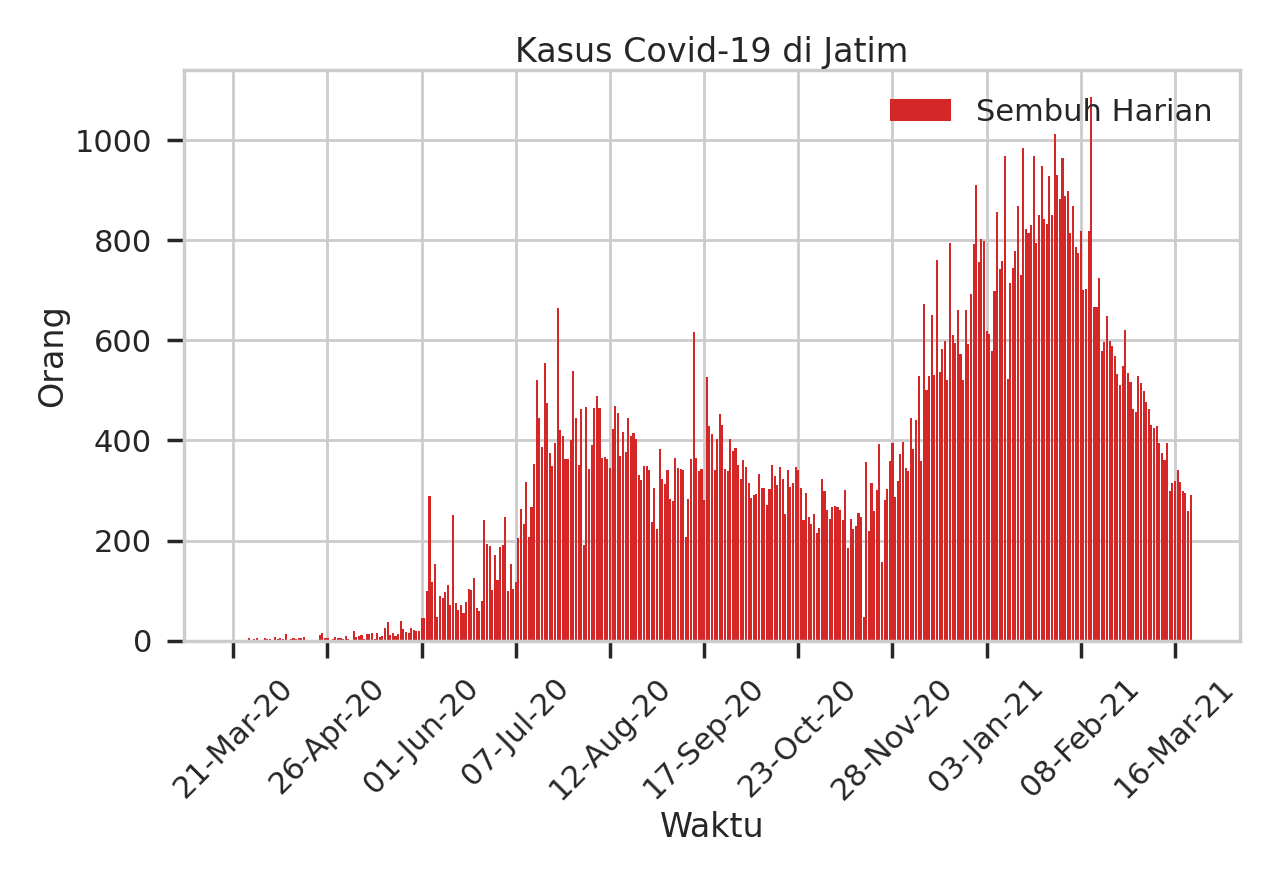 Kasus Covid-19 di Jatim
Sembuh Harian
Orang
1000
800
600
400
200
0
21-Mar-20
26-Apr-20
01-Jun-20
07-Jul-20
12-Aug-20
17-Sep-20
23-Oct-20
28-Nov-20
03-Jan-21
08-Feb-21
16-Mar-21
Waktu